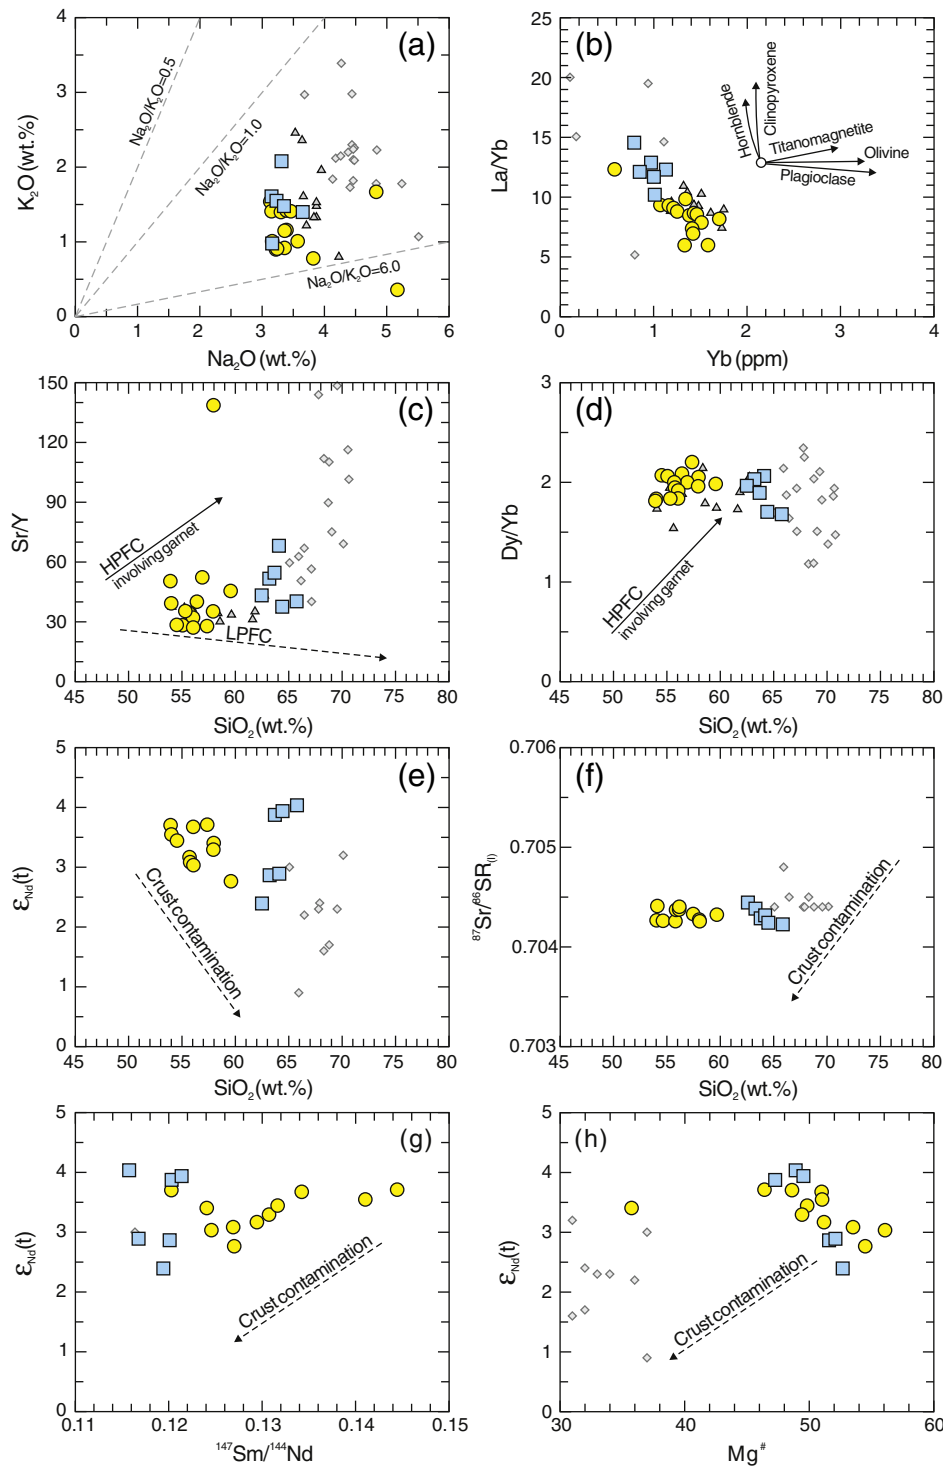 (a)
4
3
2
1
0
K₂O (wt.%)
Na₂O/K₂O=0.5
Na₂O/K₂O=1.0
Na₂O/K₂O=6.0
0 1 2 3 4 5 6
Na₂O (wt.%)
(b)
25
20
15
10
5
0
La/Yb
Hornblende
Clinopyroxene
Titanomagnetite
Olivine
Plagioclase
0 1 2 3 4
Yb (ppm)
(c)
150
120
90
60
30
0
Sr/Y
HPFC
involving garnet
LPFC
45 50 55 60 65 70 75 80
SiO₂ (wt.%)
(d)
3
2
1
0
Dy/Yb
HPFC
involving garnet
45 50 55 60 65 70 75 80
SiO₂ (wt.%)
(e)
5
4
3
2
1
0
εNd(t)
Crust contamination
45 50 55 60 65 70 75 80
SiO₂ (wt.%)
(f)
0.706
0.705
0.704
0.703
⁸⁷Sr/⁸⁶SR(i)
Crust contamination
45 50 55 60 65 70 75 80
SiO₂ (wt.%)
(g)
5
4
3
2
1
0
εNd(t)
Crust contamination
0.11 0.12 0.13 0.14 0.15
¹⁴⁷Sm/¹⁴⁴Nd
(h)
5
4
3
2
1
0
εNd(t)
Crust contamination
30 40 50 60
Mg#